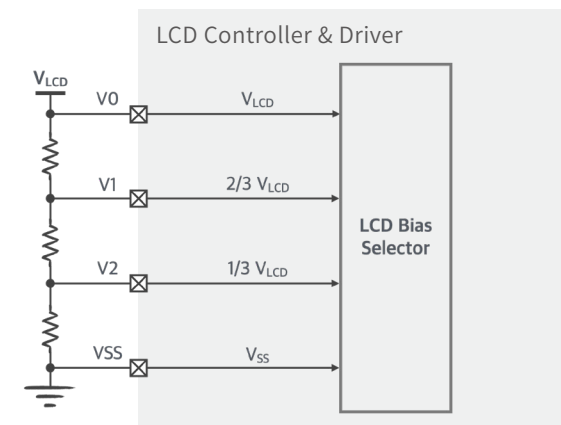 LCD Controller & Driver
VLCD
V0
VLCD
V1
2/3 VLCD
LCD Bias
Selector
V2
1/3 VLCD
VSS
VSS